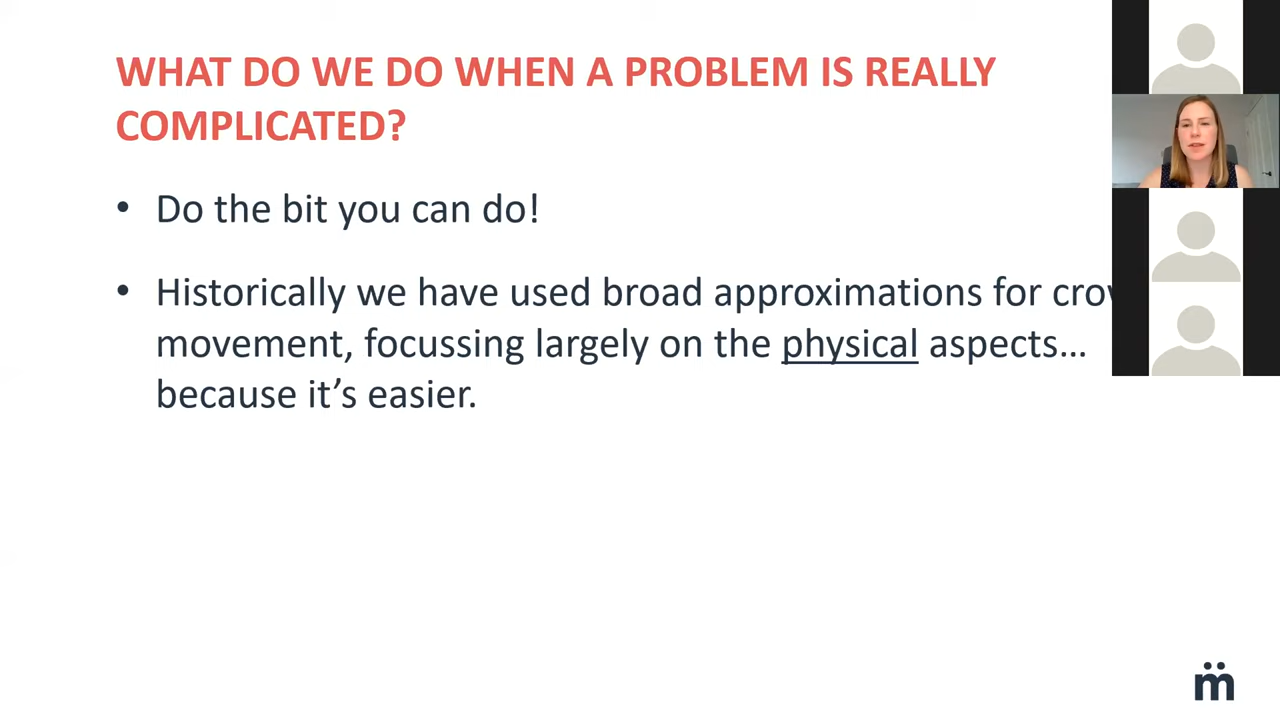 WHAT DO WE DO WHEN A PROBLEM IS REALLY
COMPLICATED?
• Do the bit you can do!
• Historically we have used broad approximations for
movement, focussing largely on the physical aspects…
because it's easier.
m̈